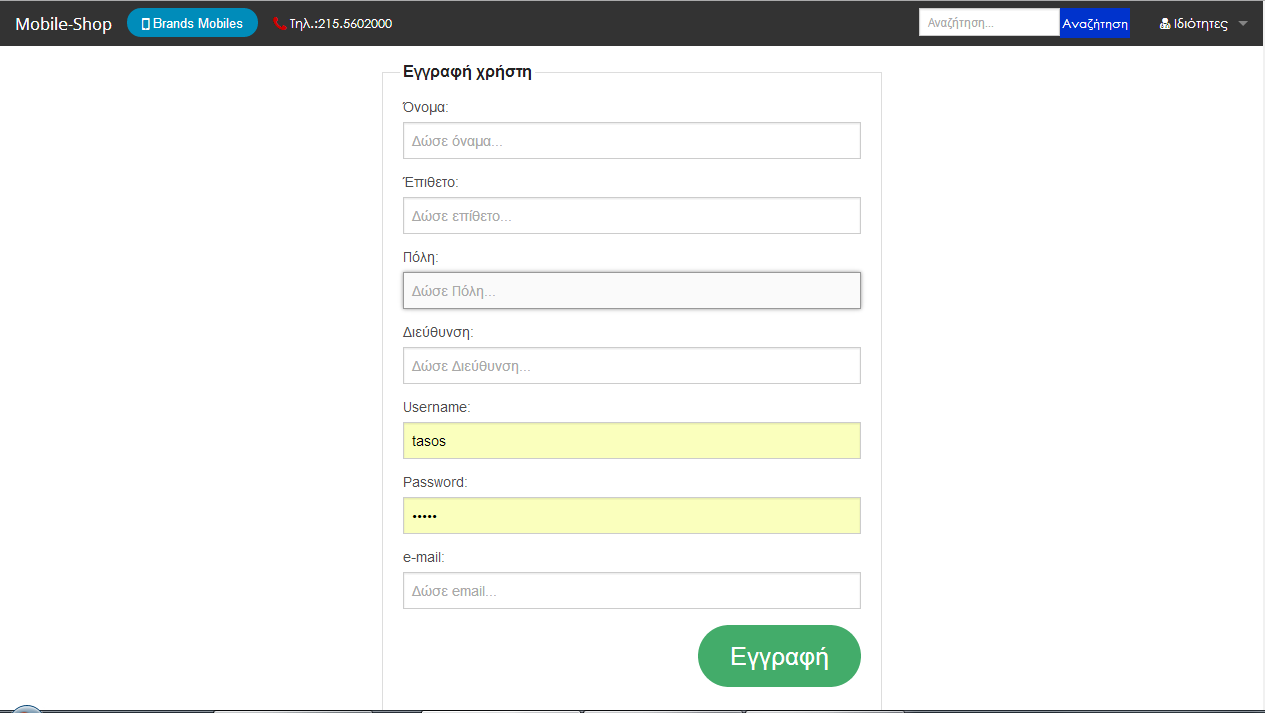 Mobile-Shop Brands Mobiles Τηλ.:215.5602000 Αναζήτηση... Αναζήτηση Ιδιότητες
Εγγραφή χρήστη
Όνομα:
Δώσε όναμα...
Έπιθετο:
Δώσε επίθετο...
Πόλη:
Δώσε Πόλη...
Διεύθυνση:
Δώσε Διεύθυνση...
Username:
tasos
Password:
•••••
e-mail:
Δώσε email...
Εγγραφή